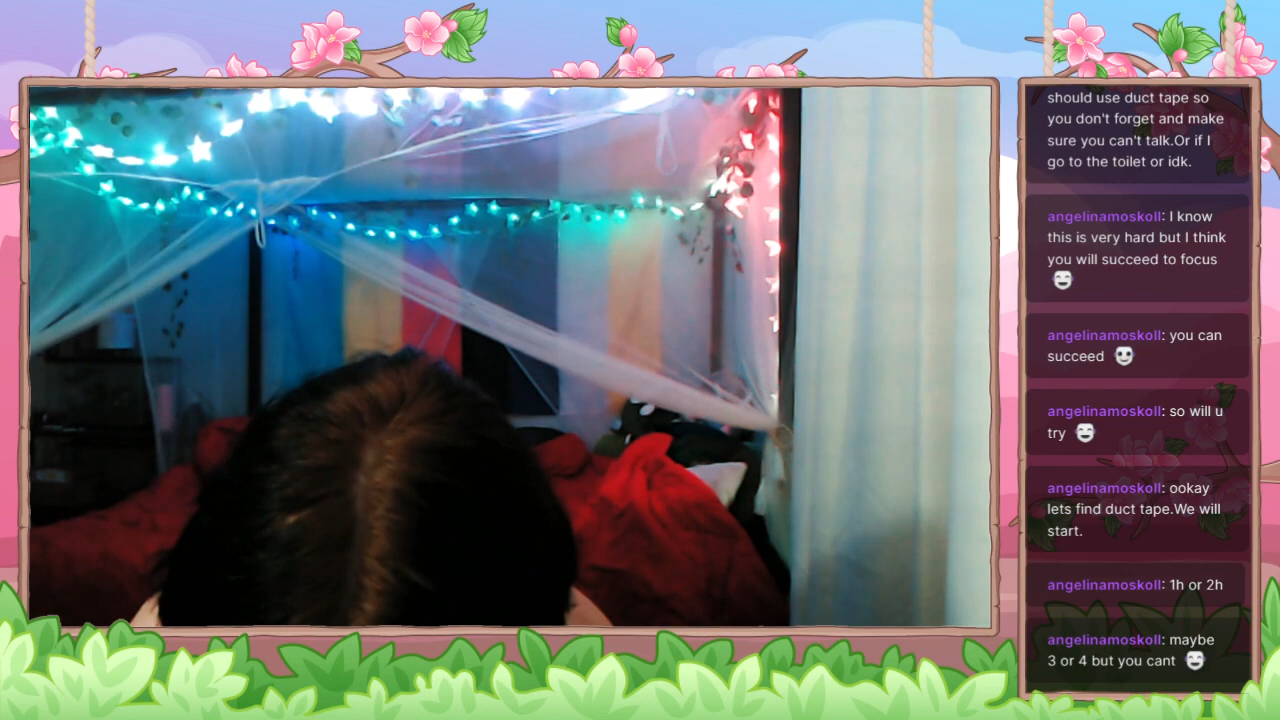 should use duct tape so
you don't forget and make
sure you can't talk.Or if I
go to the toilet or idk.
angelinamoskoll: I know
this is very hard but I think
you will succeed to focus
angelinamoskoll: you can
succeed
angelinamoskoll: so will u
try
angelinamoskoll: ookay
lets find duct tape.We will
start.
angelinamoskoll: 1h or 2h
angelinamoskoll: maybe
3 or 4 but you cant